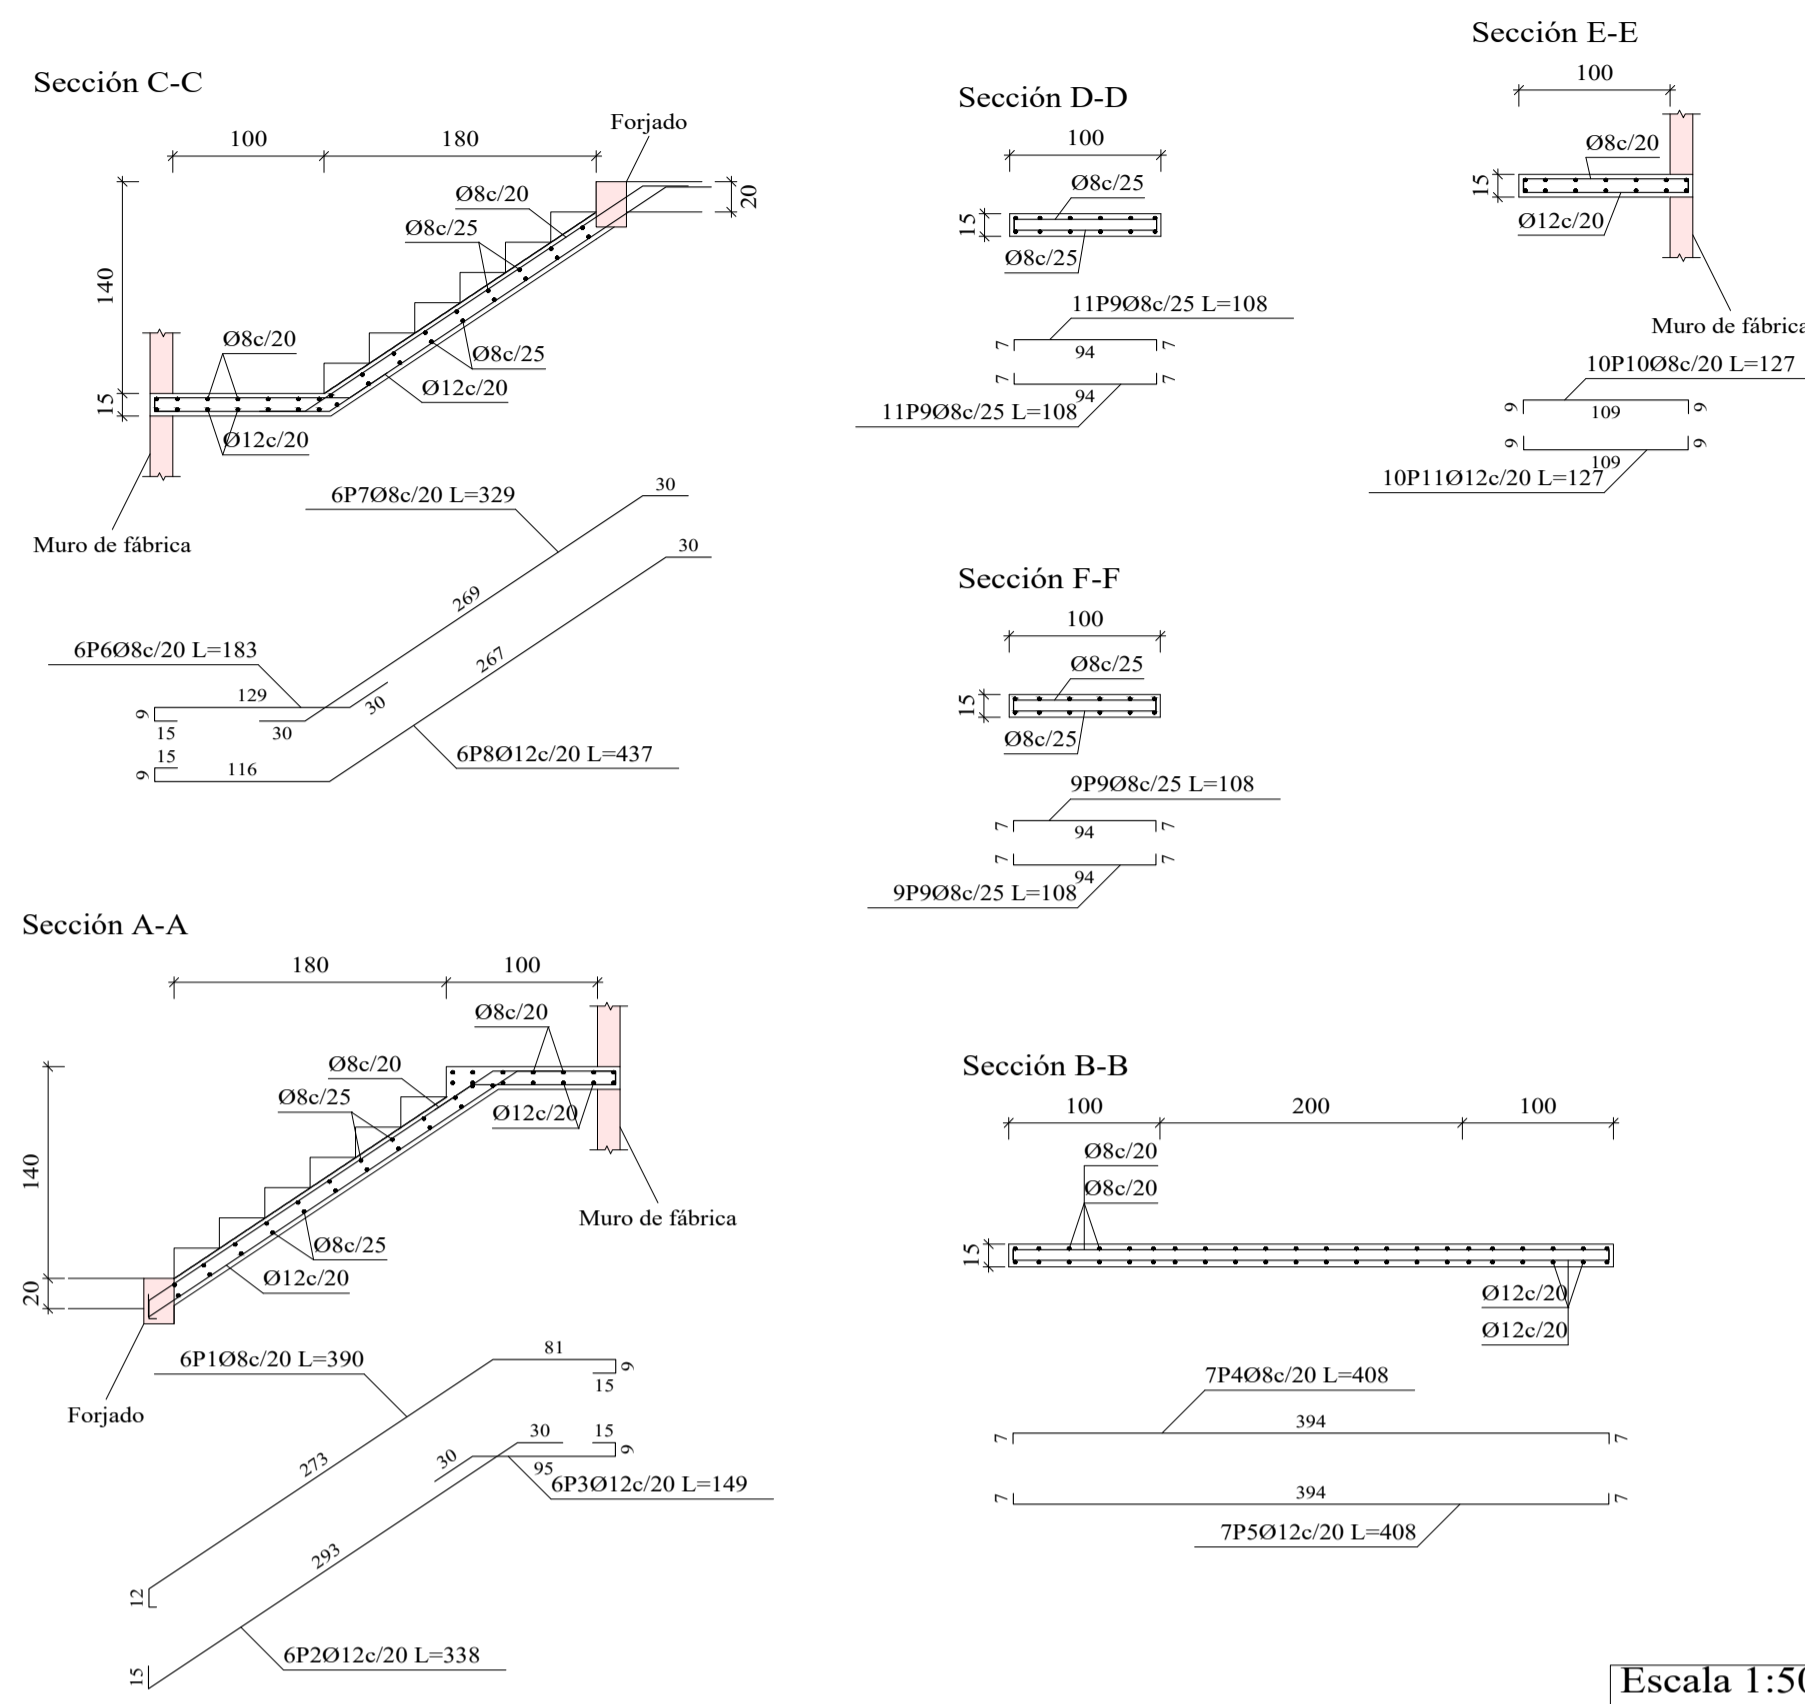 Sección C-C
100
180
Forjado
20
140
15
Ø8c/20
Ø8c/25
Ø8c/20
Ø8c/25
Ø12c/20
Ø12c/20
Muro de fábrica
6P7Ø8c/20 L=329
30
269
30
6P6Ø8c/20 L=183
129
9
15
30
30
267
15
9
116
6P8Ø12c/20 L=437
Sección D-D
100
Ø8c/25
15
Ø8c/25
11P9Ø8c/25 L=108
7
94
7
7
94
7
11P9Ø8c/25 L=108
Sección E-E
100
Ø8c/20
15
Ø12c/20
Muro de fábrica
10P10Ø8c/20 L=127
9
109
9
9
109
9
10P11Ø12c/20 L=127
Sección F-F
100
Ø8c/25
15
Ø8c/25
9P9Ø8c/25 L=108
7
94
7
7
94
7
9P9Ø8c/25 L=108
Sección A-A
180
100
Ø8c/20
Ø8c/20
Ø8c/25
Ø12c/20
140
20
Ø8c/25
Ø12c/20
Muro de fábrica
Forjado
6P1Ø8c/20 L=390
81
9
15
273
12
30
15
9
30
95
6P3Ø12c/20 L=149
293
15
6P2Ø12c/20 L=338
Sección B-B
100
200
100
Ø8c/20
Ø8c/20
15
Ø12c/20
Ø12c/20
7P4Ø8c/20 L=408
394
7
7
394
7
7
7P5Ø12c/20 L=408
Escala 1:50